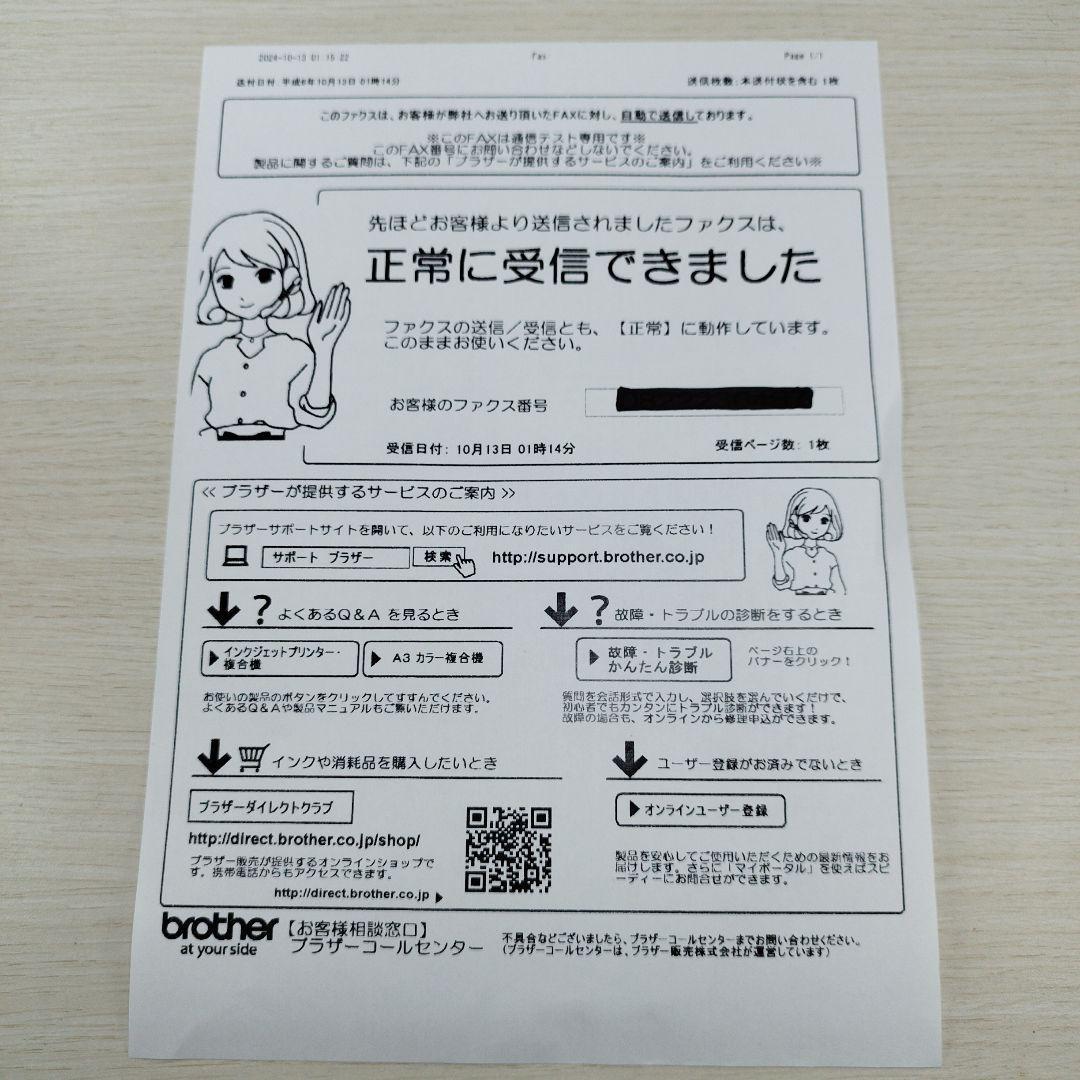 2024-10-13 01:15:22 Fax Page 1/1
送付日付:平成6年10月13日 01時14分 送信枚数:本送付状を含む 1枚
このファクスは、お客様が弊社へお送り頂いたFAXに対し、自動で送信しております。
※このFAXは通信テスト専用です※
このFAX番号にお問い合わせなどしないでください。
製品に関するご質問は、下記の「ブラザーが提供するサービスのご案内」をご利用ください※
先ほどお客様より送信されましたファクスは、
正常に受信できました
ファクスの送信/受信とも、【正常】に動作しています。
このままお使いください。
お客様のファクス番号
受信日付: 10月13日 01時14分 受信ページ数: 1枚
<< ブラザーが提供するサービスのご案内 >>
ブラザーサポートサイトを開いて、以下のご利用になりたいサービスをご覧ください!
サポート ブラザー 検索 http://support.brother.co.jp
? よくあるQ&A を見るとき
インクジェットプリンター・
複合機
A3 カラー複合機
お使いの製品のボタンをクリックしてすすんでください。
よくあるQ&Aや製品マニュアルもご覧いただけます。
? 故障・トラブルの診断をするとき
故障・トラブル
かんたん診断
ページ右上の
バナーをクリック!
質問を会話形式で入力し、選択肢を選んでいくだけで、
初心者でもカンタンにトラブル診断ができます!
故障の場合も、オンラインから修理申込ができます。
インクや消耗品を購入したいとき
ブラザーダイレクトクラブ
http://direct.brother.co.jp/shop/
ブラザー販売が提供するオンラインショップで
す。携帯電話からもアクセスできます。
http://direct.brother.co.jp
ユーザー登録がお済みでないとき
オンラインユーザー登録
製品を安心してご使用いただくための最新情報をお
届けします。さらに「マイポータル」を使えばスピ
ーディーにお問合せができます。
brother
at your side
【お客様相談窓口】
ブラザーコールセンター
不具合などございましたら、ブラザーコールセンターまでお問い合わせください。
(ブラザーコールセンターは、ブラザー販売株式会社が運営しています)